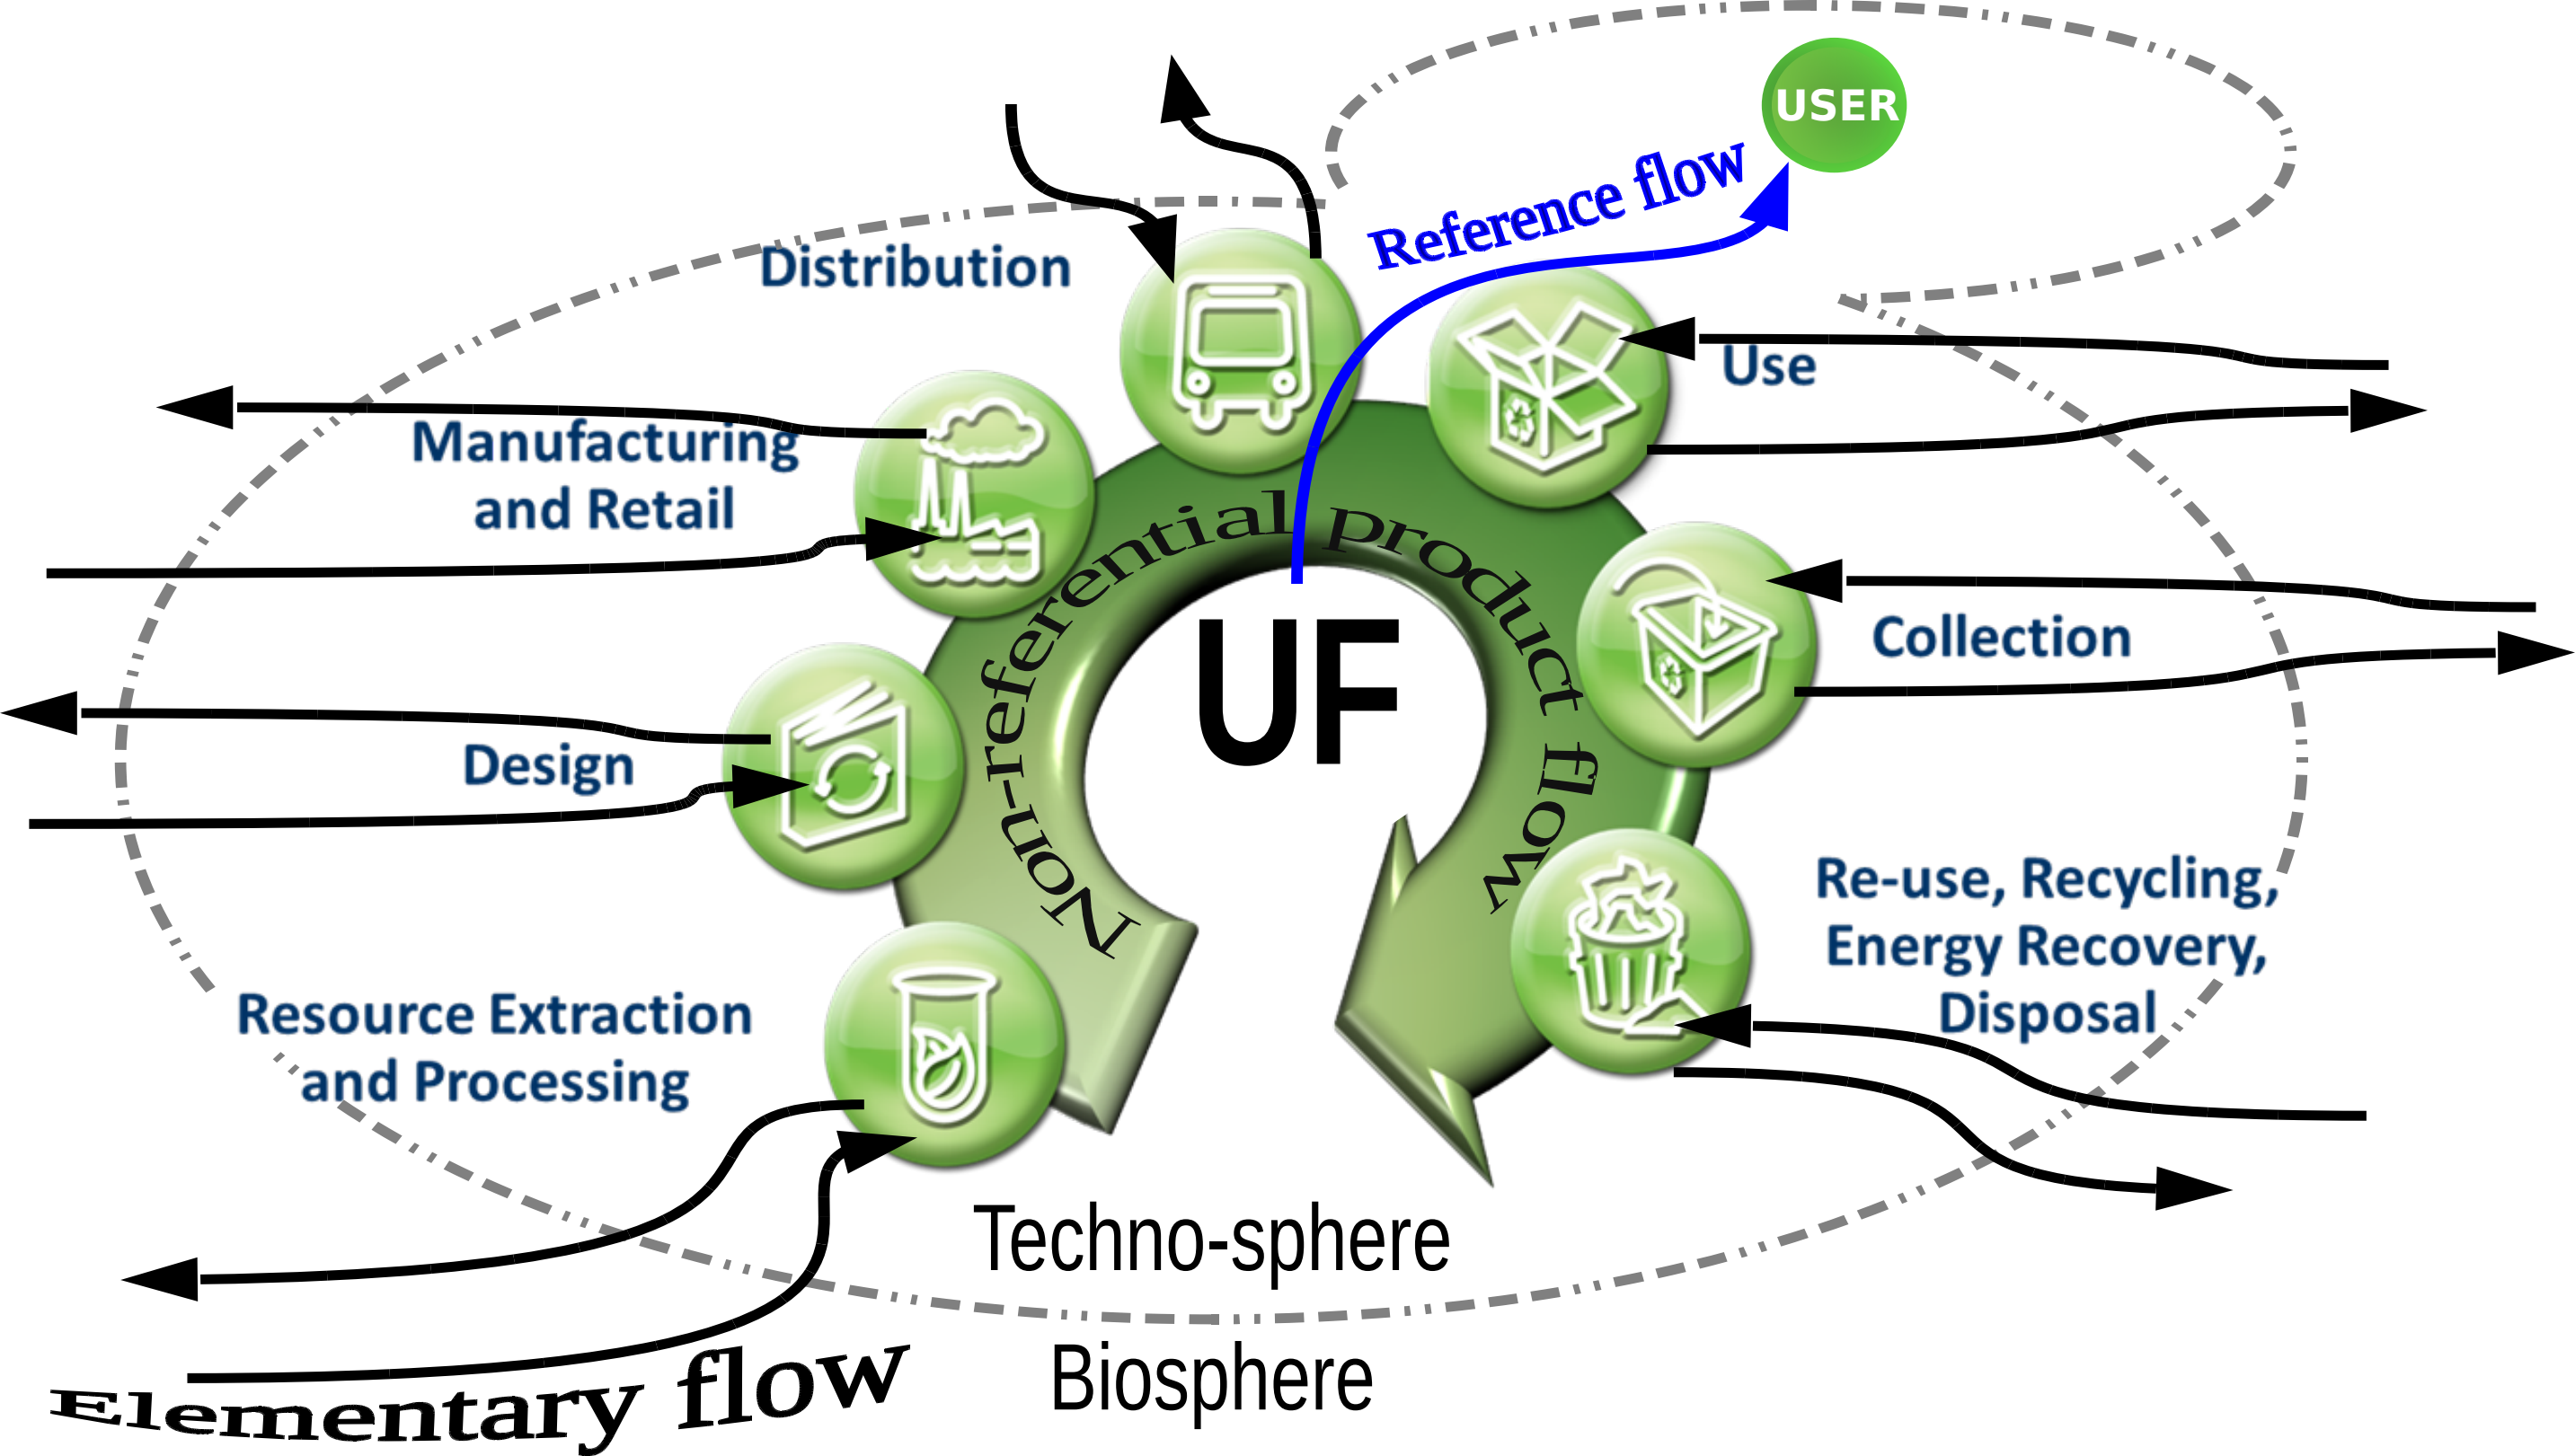 USER
Reference flow
Distribution
Use
Manufacturing
and Retail
Non-referential product flow
UF
Collection
Design
Re-use, Recycling,
Energy Recovery,
Disposal
Resource Extraction
and Processing
Techno-sphere
Biosphere
Elementary flow